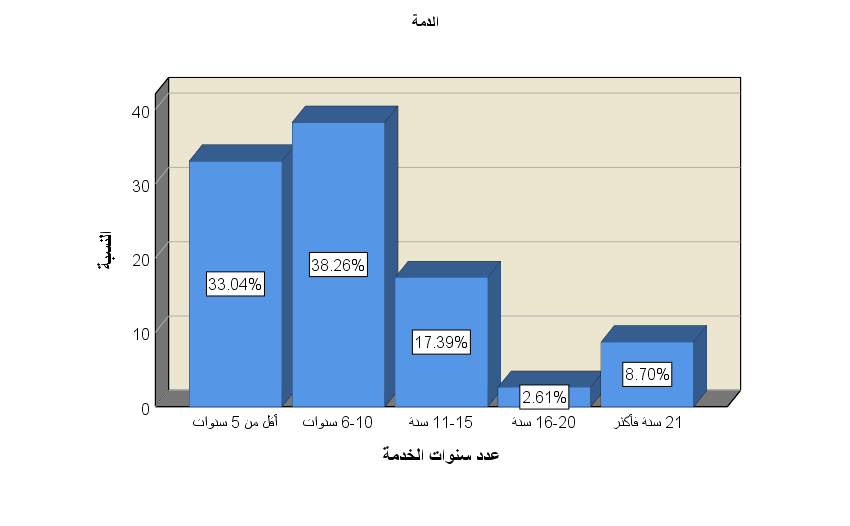 الدمة
النسبة
40
30
20
10
0
33.04%
38.26%
17.39%
2.61%
8.70%
أقل من 5 سنوات
6-10 سنوات
11-15 سنة
16-20 سنة
21 سنة فأكثر
عدد سنوات الخدمة